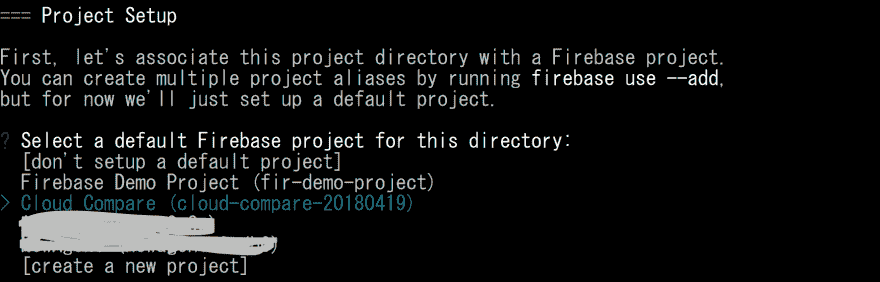 === Project Setup
First, let's associate this project directory with a Firebase project.
You can create multiple project aliases by running firebase use --add,
but for now we'll just set up a default project.
? Select a default Firebase project for this directory:
[don't setup a default project]
Firebase Demo Project (fir-demo-project)
> Cloud Compare (cloud-compare-20180419)
[create a new project]